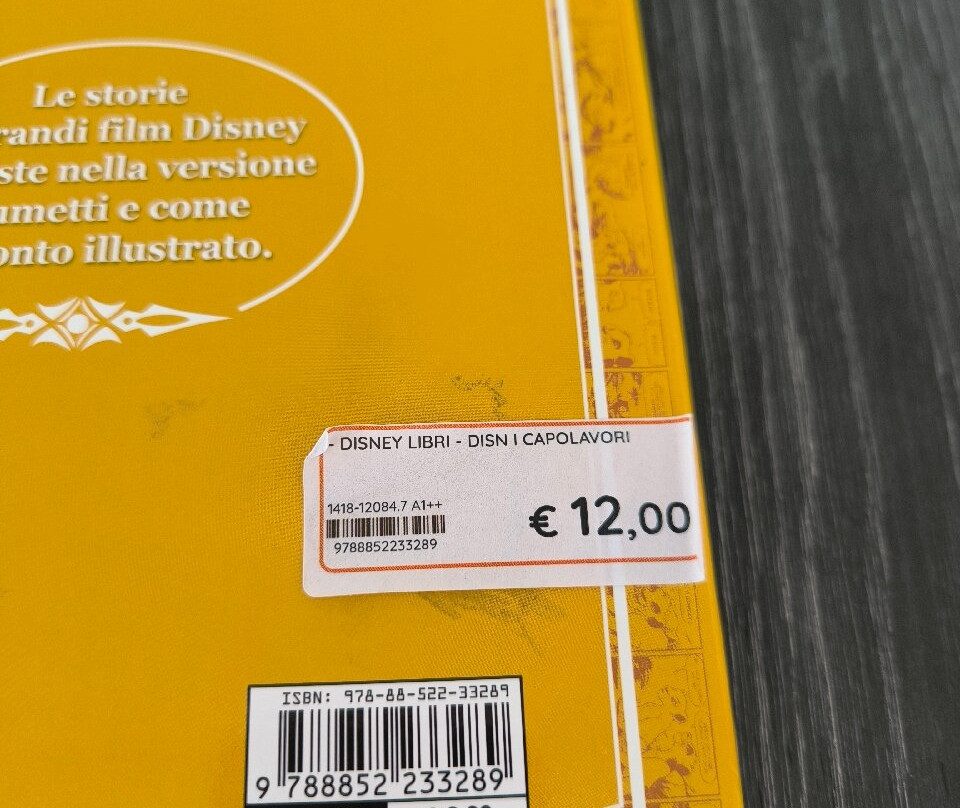 Le storie
randi film Disney
ste nella versione
umetti e come
onto illustrato.
- DISNEY LIBRI - DISN I CAPOLAVORI
1418-12084.7 A1++
€ 12,00
9788852233289
ISBN: 978-88-522-33289
9 788852 233289